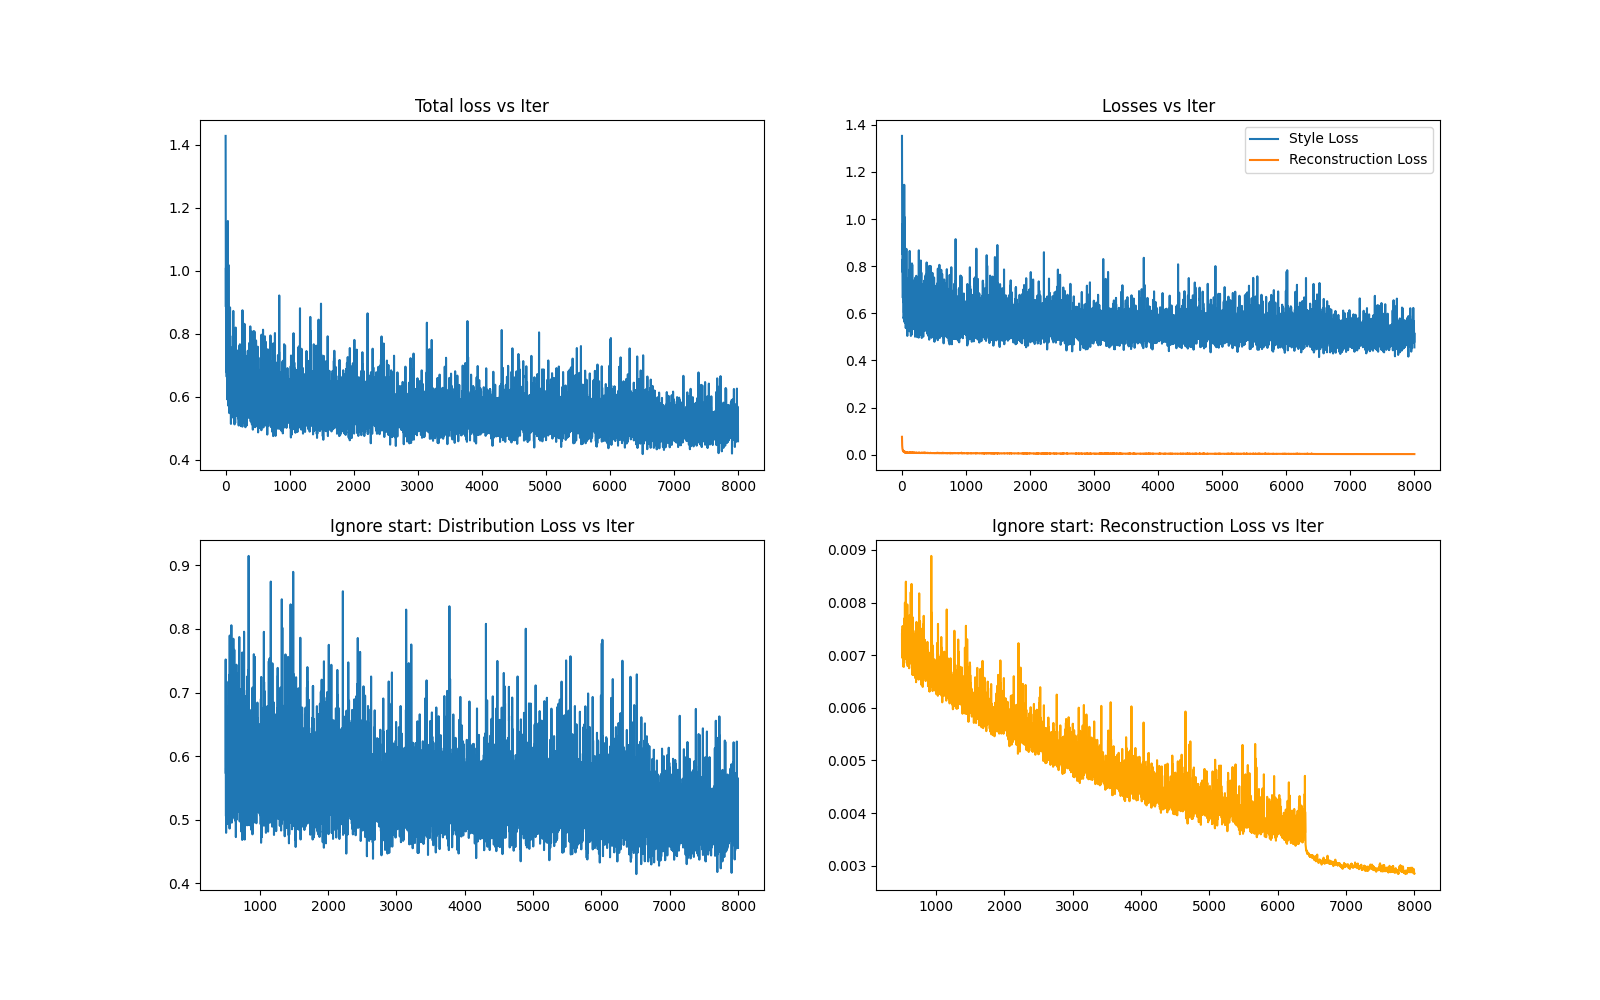 Total loss vs Iter
1.4
1.2
1.0
0.8
0.6
0.4
0 1000 2000 3000 4000 5000 6000 7000 8000
Losses vs Iter
1.4
1.2
1.0
0.8
0.6
0.4
0.2
0.0
Style Loss
Reconstruction Loss
0 1000 2000 3000 4000 5000 6000 7000 8000
Ignore start: Distribution Loss vs Iter
0.9
0.8
0.7
0.6
0.5
0.4
1000 2000 3000 4000 5000 6000 7000 8000
Ignore start: Reconstruction Loss vs Iter
0.009
0.008
0.007
0.006
0.005
0.004
0.003
1000 2000 3000 4000 5000 6000 7000 8000